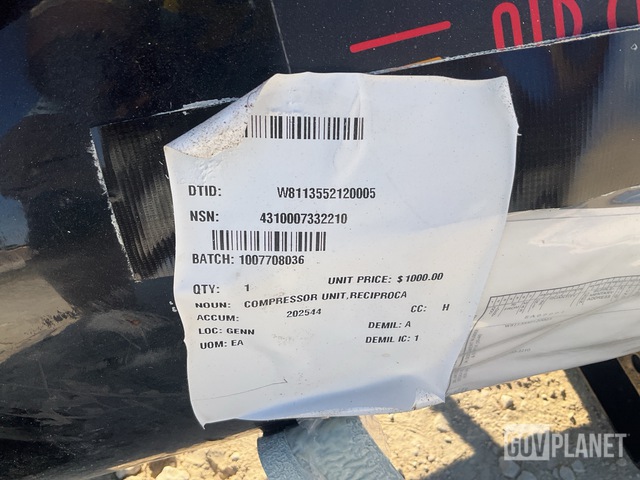 AIR
DTID: W8113552120005
NSN: 4310007332210
BATCH: 1007708036
QTY: 1 UNIT PRICE: $ 1000.00
NOUN: COMPRESSOR UNIT,RECIPROCA
ACCUM: 202544 CC: H
LOC: GENN DEMIL: A
UOM: EA DEMIL IC: 1
GOVPLANET